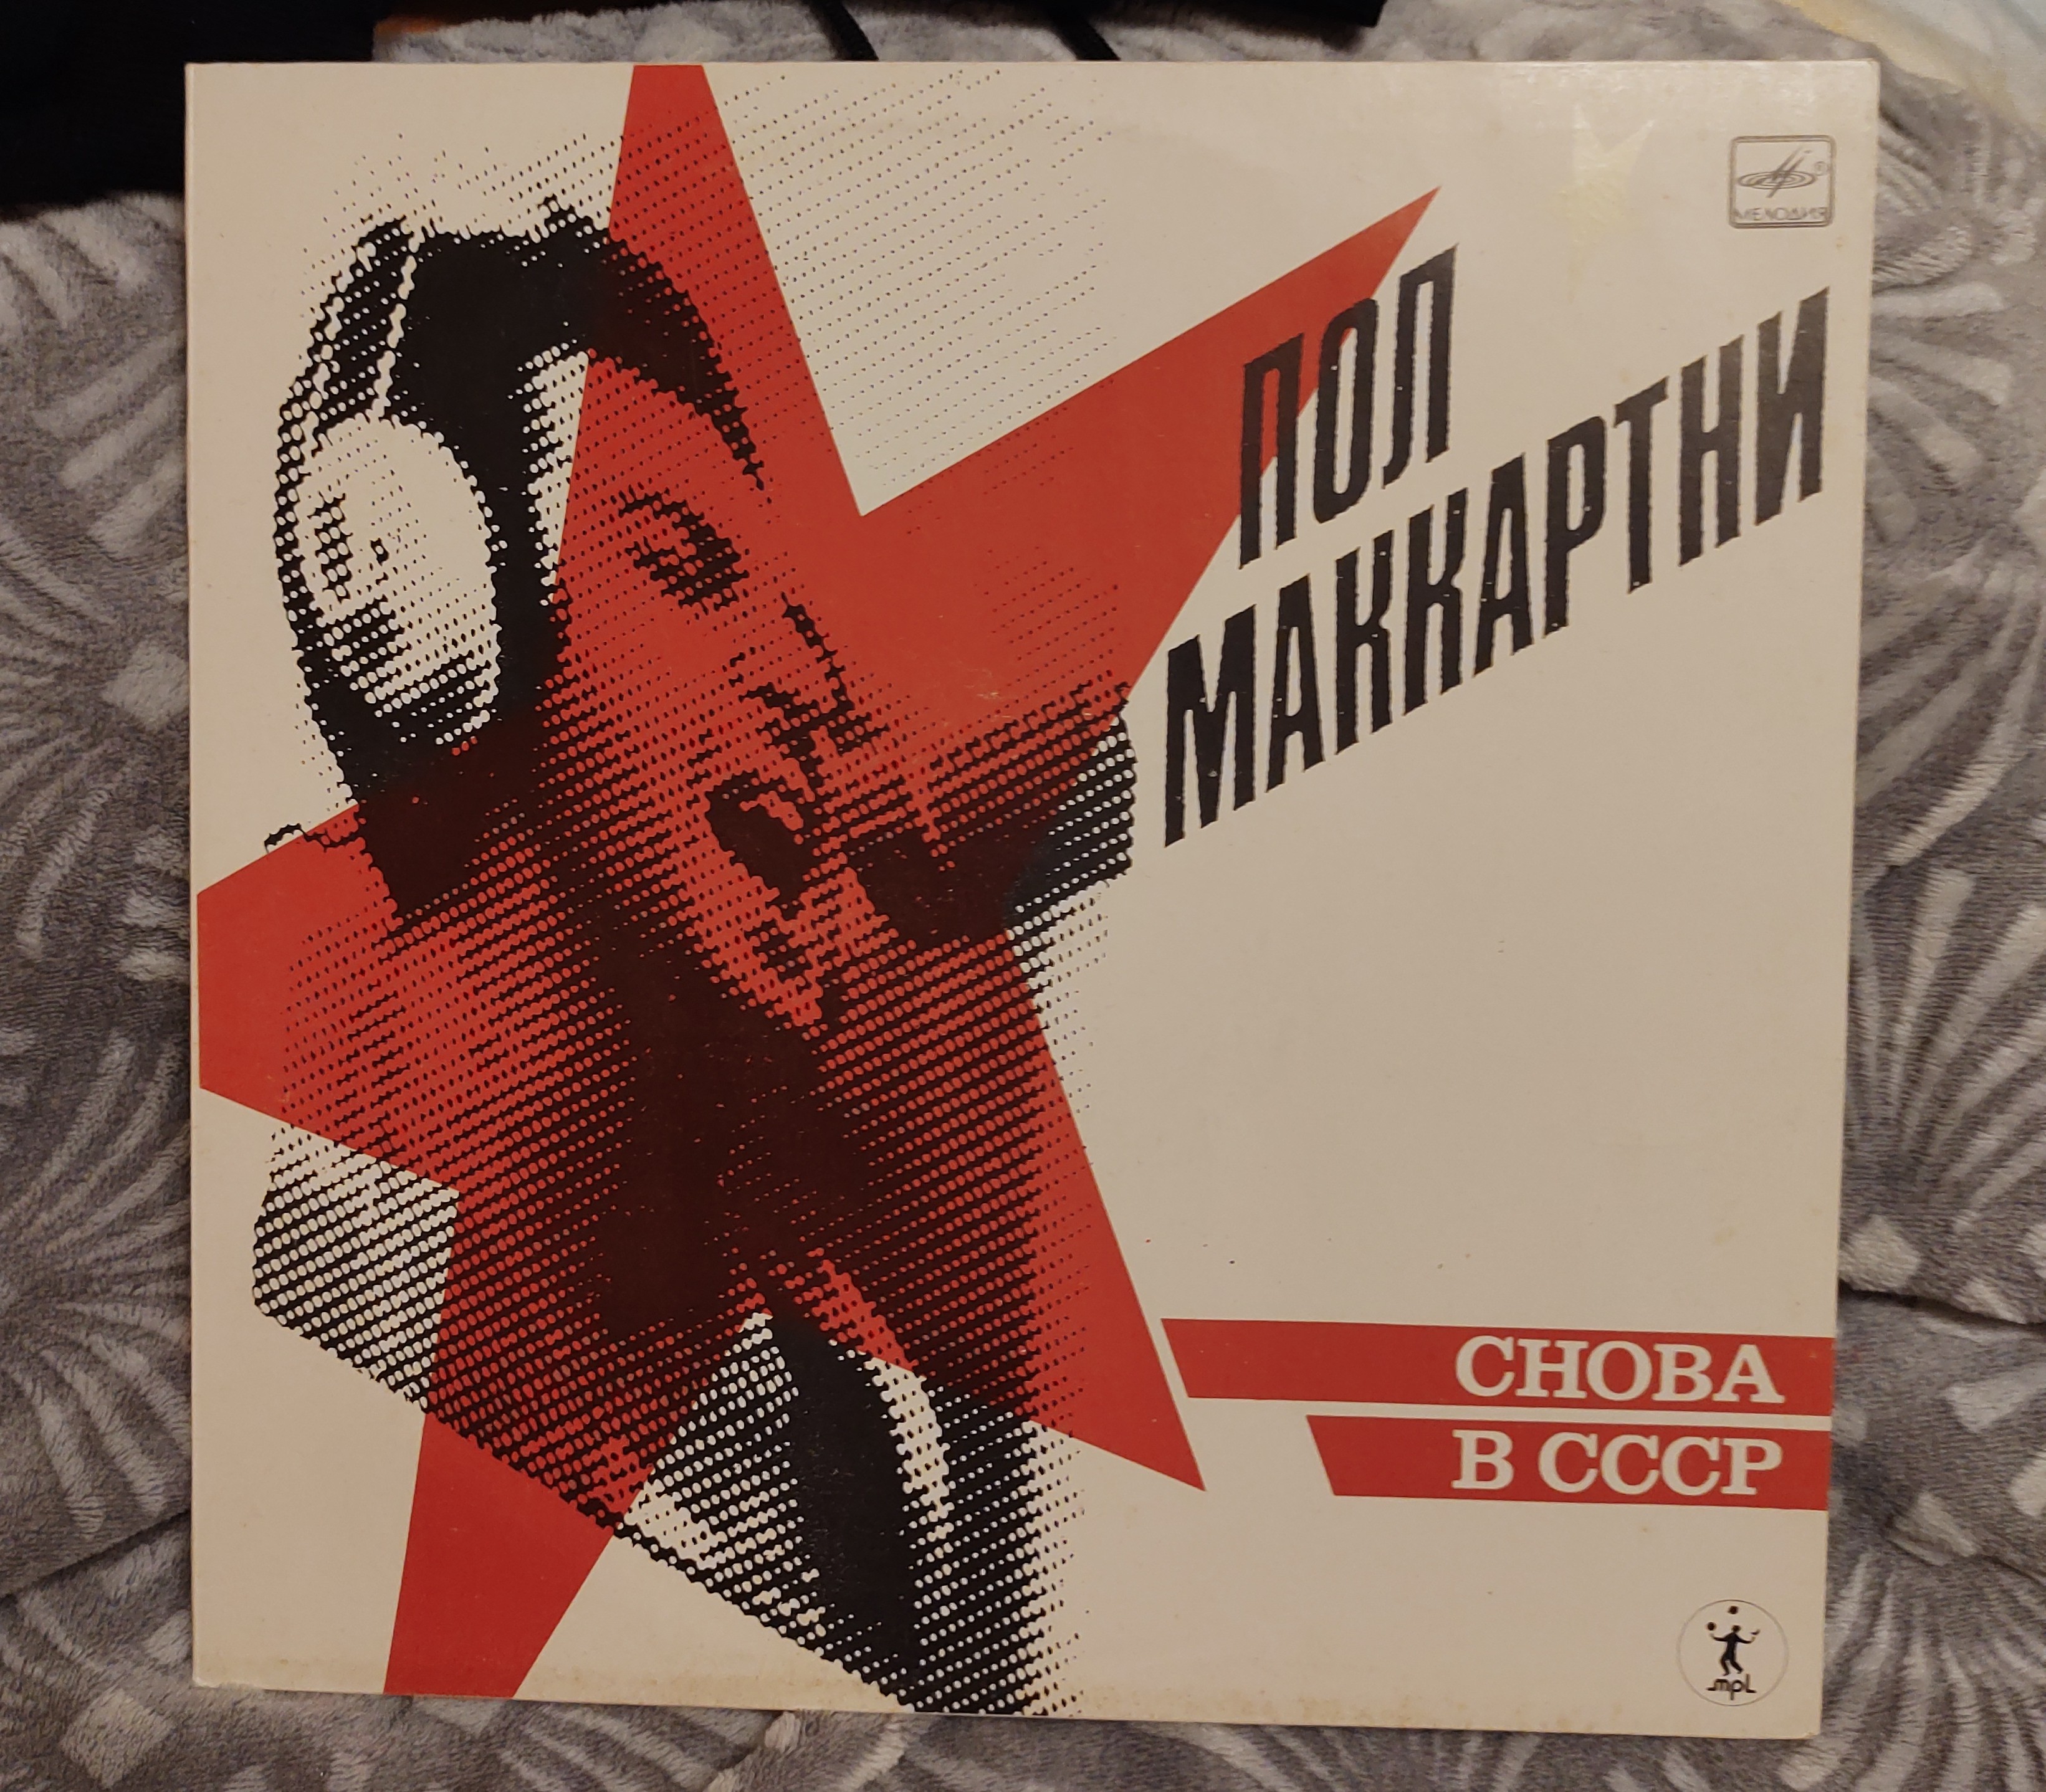 МЕЛОДИЯ
ПОЛ
МАККАРТНИ
СНОВА
В СССР
mpl